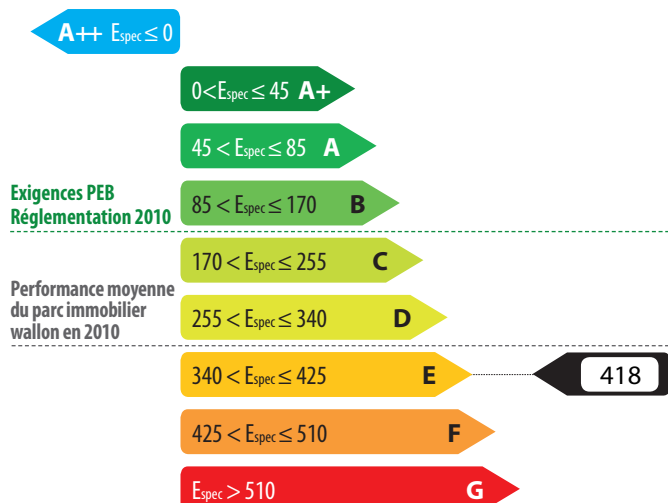 A++ Espec ≤ 0
0<Espec ≤ 45 A+
45 < Espec ≤ 85 A
Exigences PEB
Réglementation 2010
85 < Espec ≤ 170 B
170 < Espec ≤ 255 C
Performance moyenne
du parc immobilier
wallon en 2010
255 < Espec ≤ 340 D
340 < Espec ≤ 425 E
418
425 < Espec ≤ 510 F
Espec > 510 G